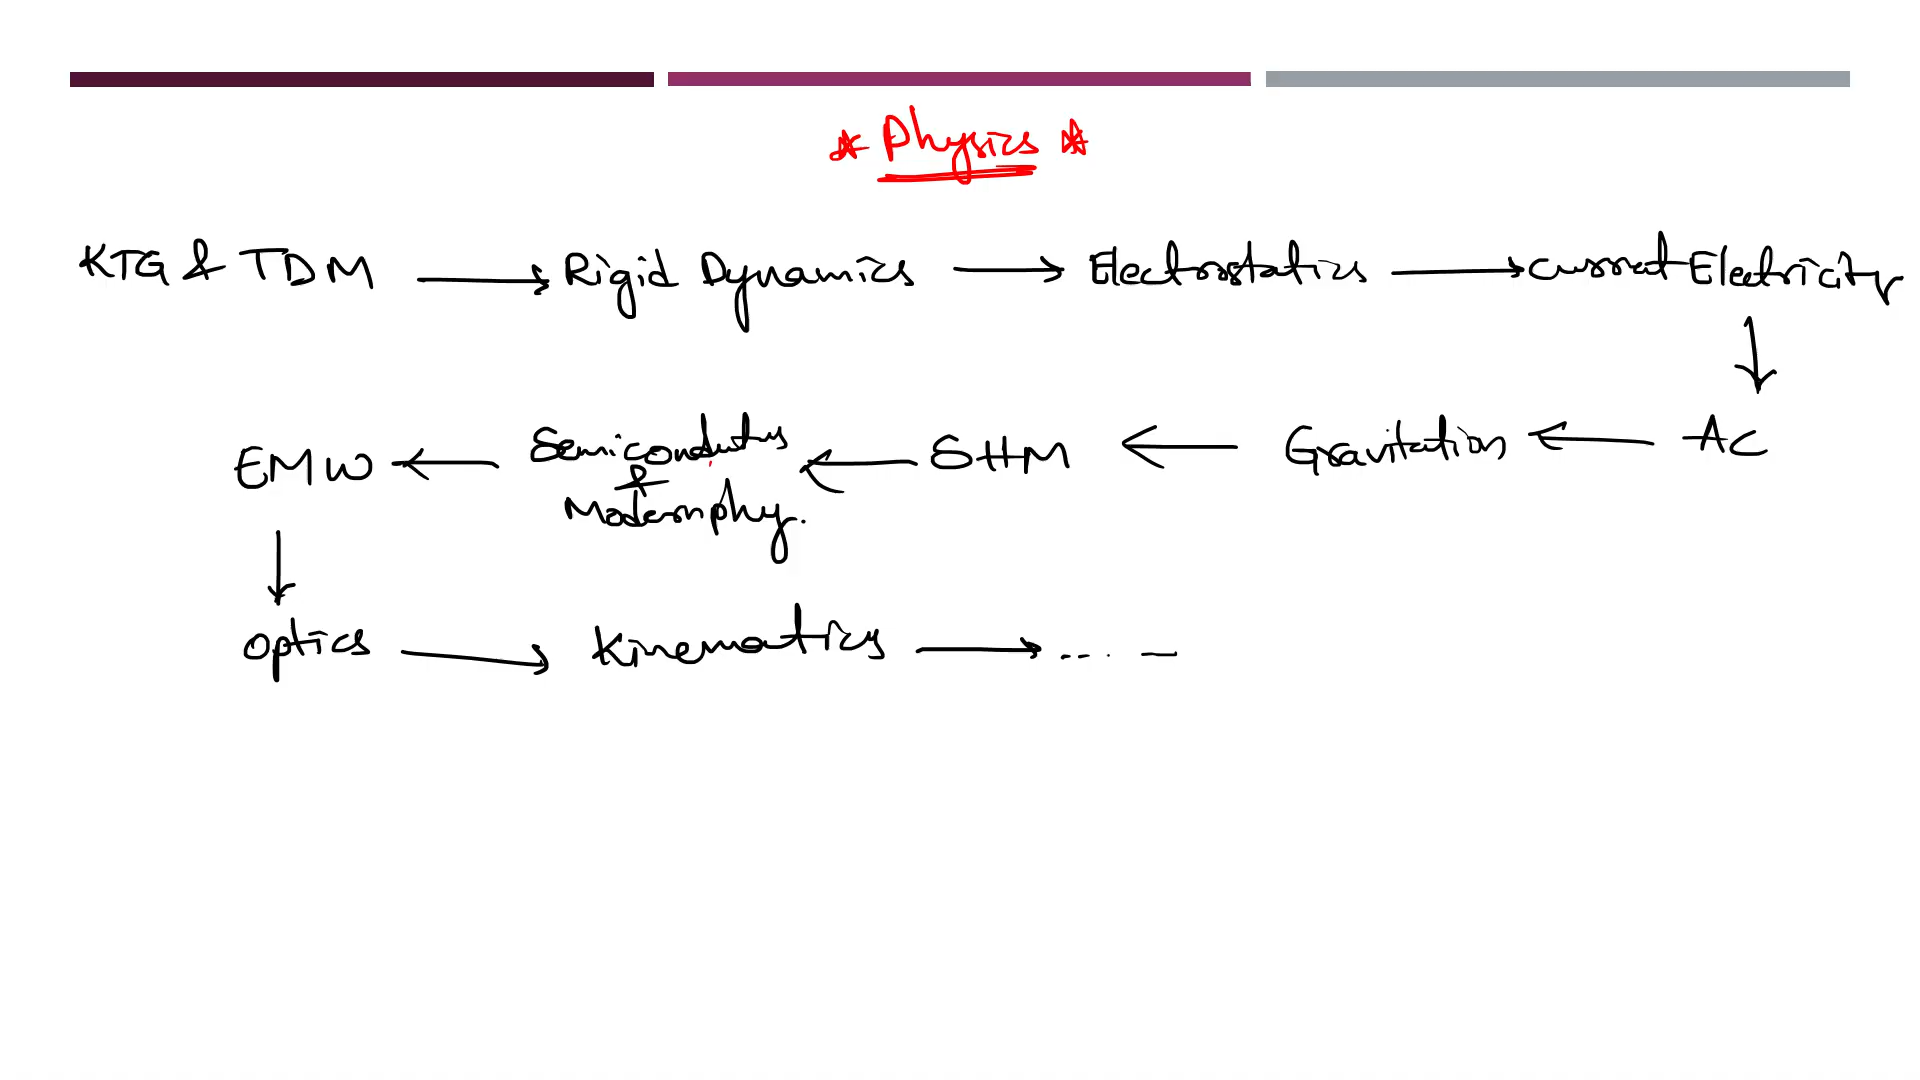 * Physics *
KTG & TDM → Rigid Dynamics → Electrostatics → Current Electricity
↓
EMW ← Semiconductors & Modern phy. ← SHM ← Gravitation ← AC
↓
Optics → Kinematics → .... —